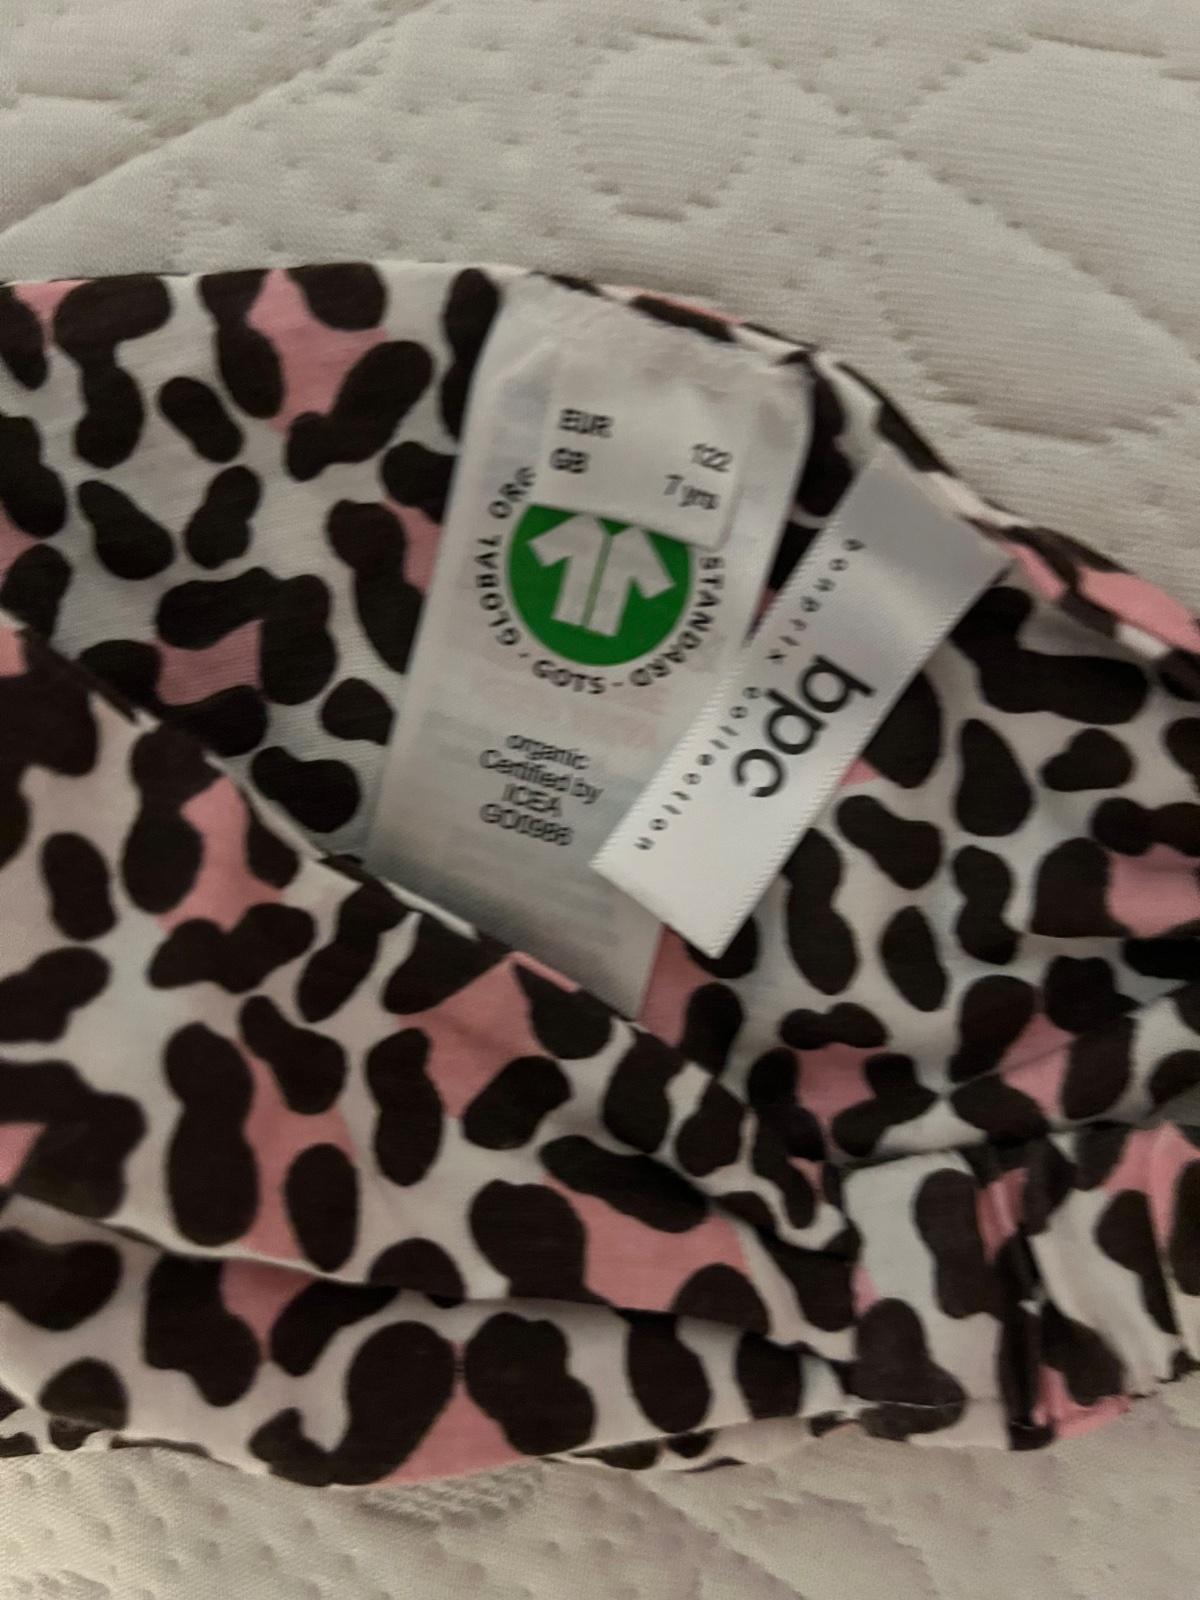 EUR 122
GB 7 yrs
GLOBAL ORG STANDARD · GOTS ·
organic
Certified by
ICEA
GO1986
bpc
bonprix collection